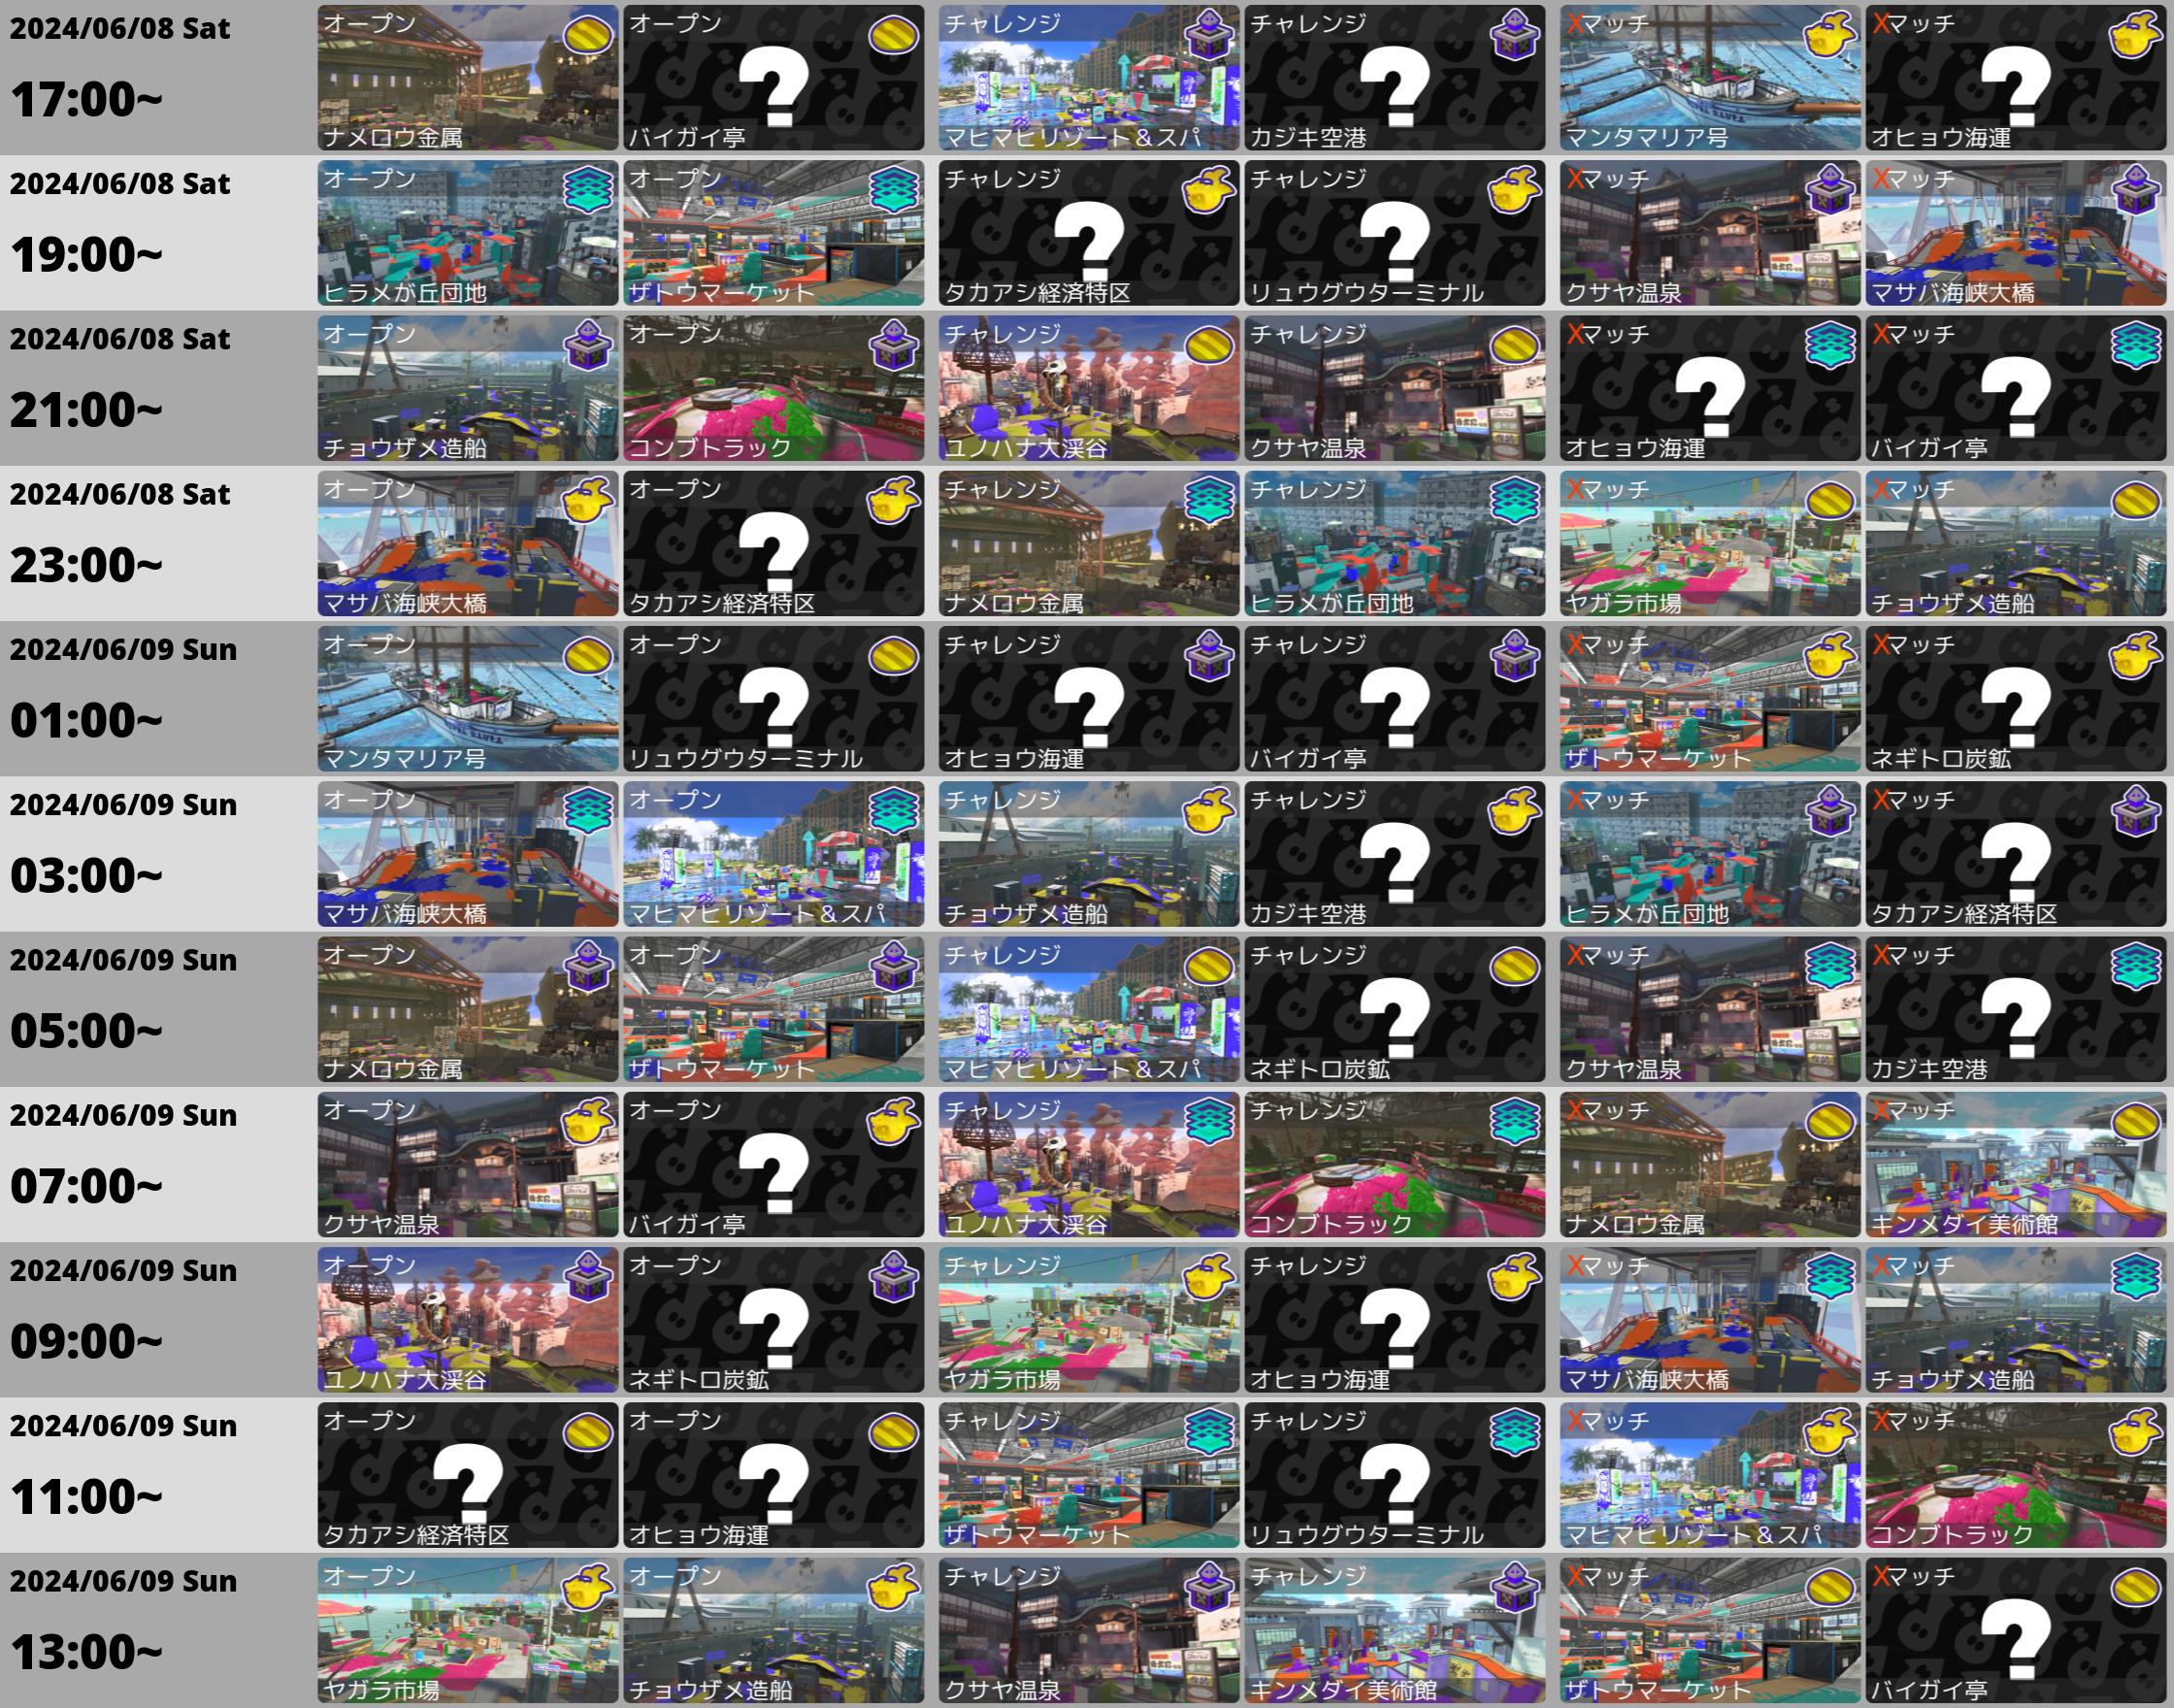 2024/06/08 Sat
17:00~
オープン オープン チャレンジ チャレンジ Xマッチ Xマッチ
ナメロウ金属 バイガイ亭 マヒマヒリゾート＆スパ カジキ空港 マンタマリア号 オヒョウ海運
2024/06/08 Sat
19:00~
オープン オープン チャレンジ チャレンジ Xマッチ Xマッチ
ヒラメが丘団地 ザトウマーケット タカアシ経済特区 リュウグウターミナル クサヤ温泉 マサバ海峡大橋
2024/06/08 Sat
21:00~
オープン オープン チャレンジ チャレンジ Xマッチ Xマッチ
チョウザメ造船 コンブトラック ユノハナ大渓谷 クサヤ温泉 オヒョウ海運 バイガイ亭
2024/06/08 Sat
23:00~
オープン オープン チャレンジ チャレンジ Xマッチ Xマッチ
マサバ海峡大橋 タカアシ経済特区 ナメロウ金属 ヒラメが丘団地 ヤガラ市場 チョウザメ造船
2024/06/09 Sun
01:00~
オープン オープン チャレンジ チャレンジ Xマッチ Xマッチ
マンタマリア号 リュウグウターミナル オヒョウ海運 バイガイ亭 ザトウマーケット ネギトロ炭鉱
2024/06/09 Sun
03:00~
オープン オープン チャレンジ チャレンジ Xマッチ Xマッチ
マサバ海峡大橋 マヒマヒリゾート＆スパ チョウザメ造船 カジキ空港 ヒラメが丘団地 タカアシ経済特区
2024/06/09 Sun
05:00~
オープン オープン チャレンジ チャレンジ Xマッチ Xマッチ
ナメロウ金属 ザトウマーケット マヒマヒリゾート＆スパ ネギトロ炭鉱 クサヤ温泉 カジキ空港
2024/06/09 Sun
07:00~
オープン オープン チャレンジ チャレンジ Xマッチ Xマッチ
クサヤ温泉 バイガイ亭 ユノハナ大渓谷 コンブトラック ナメロウ金属 キンメダイ美術館
2024/06/09 Sun
09:00~
オープン オープン チャレンジ チャレンジ Xマッチ Xマッチ
ユノハナ大渓谷 ネギトロ炭鉱 ヤガラ市場 オヒョウ海運 マサバ海峡大橋 チョウザメ造船
2024/06/09 Sun
11:00~
オープン オープン チャレンジ チャレンジ Xマッチ Xマッチ
タカアシ経済特区 オヒョウ海運 ザトウマーケット リュウグウターミナル マヒマヒリゾート＆スパ コンブトラック
2024/06/09 Sun
13:00~
オープン オープン チャレンジ チャレンジ Xマッチ Xマッチ
ヤガラ市場 チョウザメ造船 クサヤ温泉 キンメダイ美術館 ザトウマーケット バイガイ亭